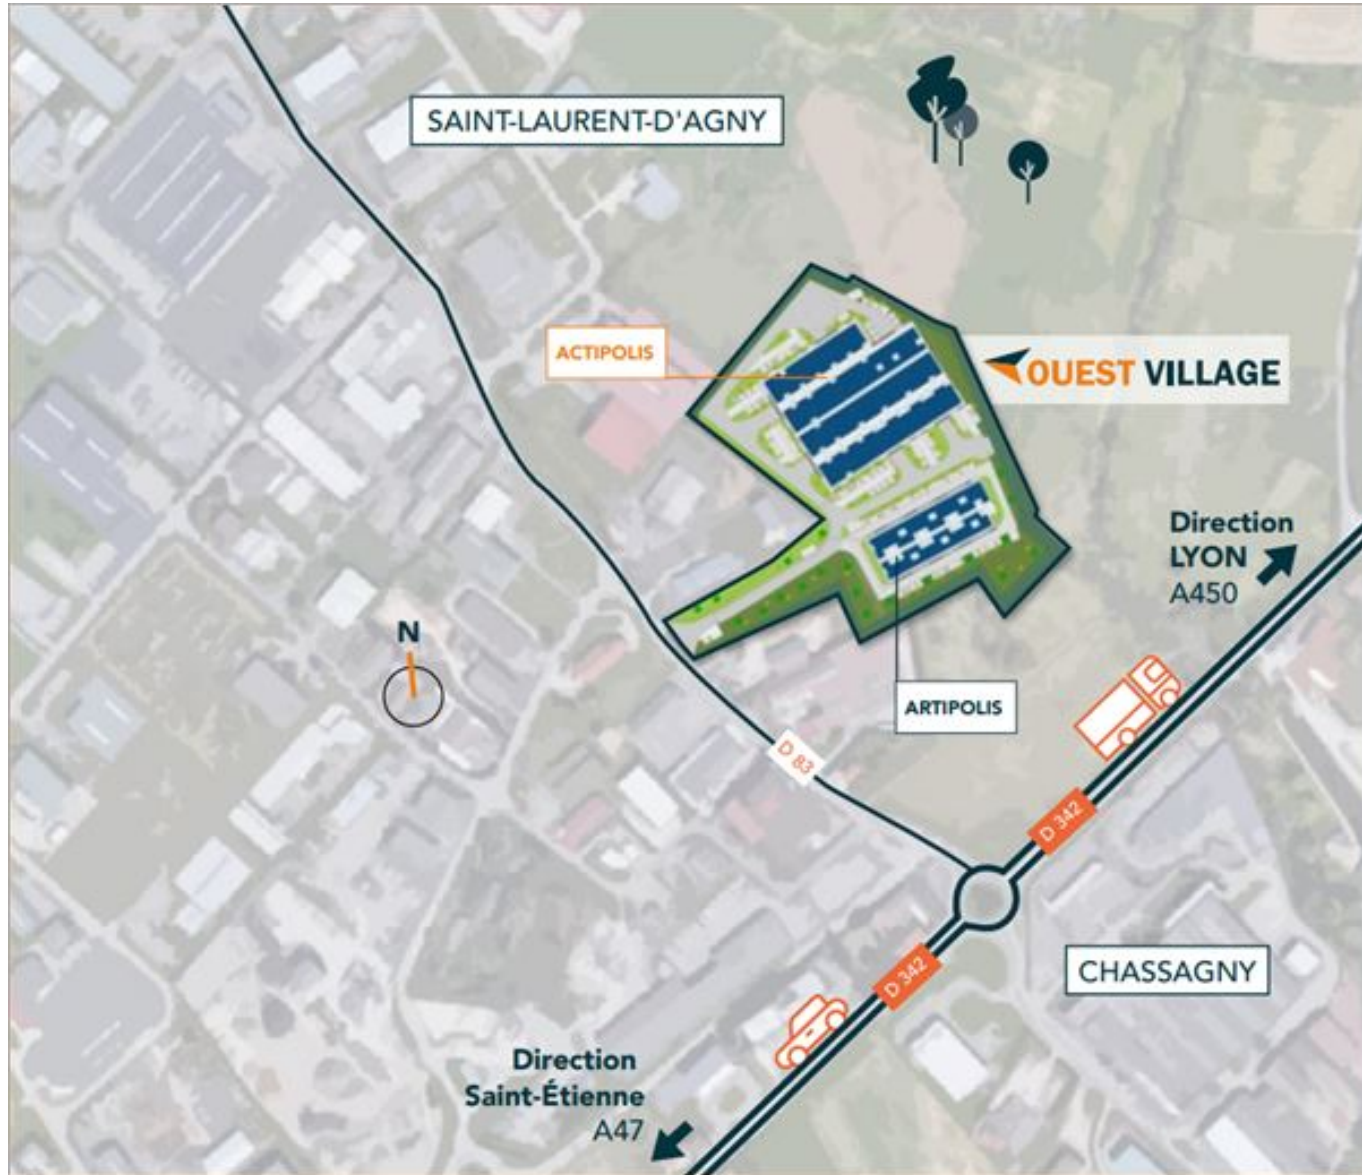 SAINT-LAURENT-D'AGNY
ACTIPOLIS
OUEST VILLAGE
Direction
LYON
A450
N
ARTIPOLIS
D 83
D 342
D 342
CHASSAGNY
Direction
Saint-Étienne
A47